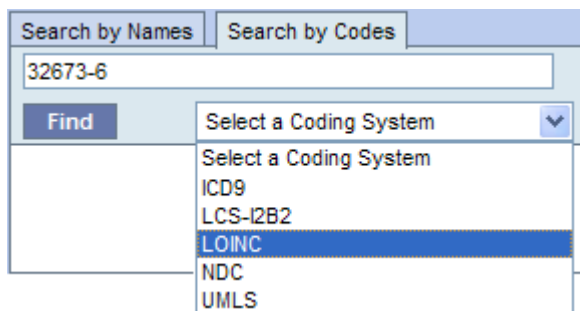 Search by Names Search by Codes
32673-6
Find Select a Coding System
Select a Coding System
ICD9
LCS-I2B2
LOINC
NDC
UMLS